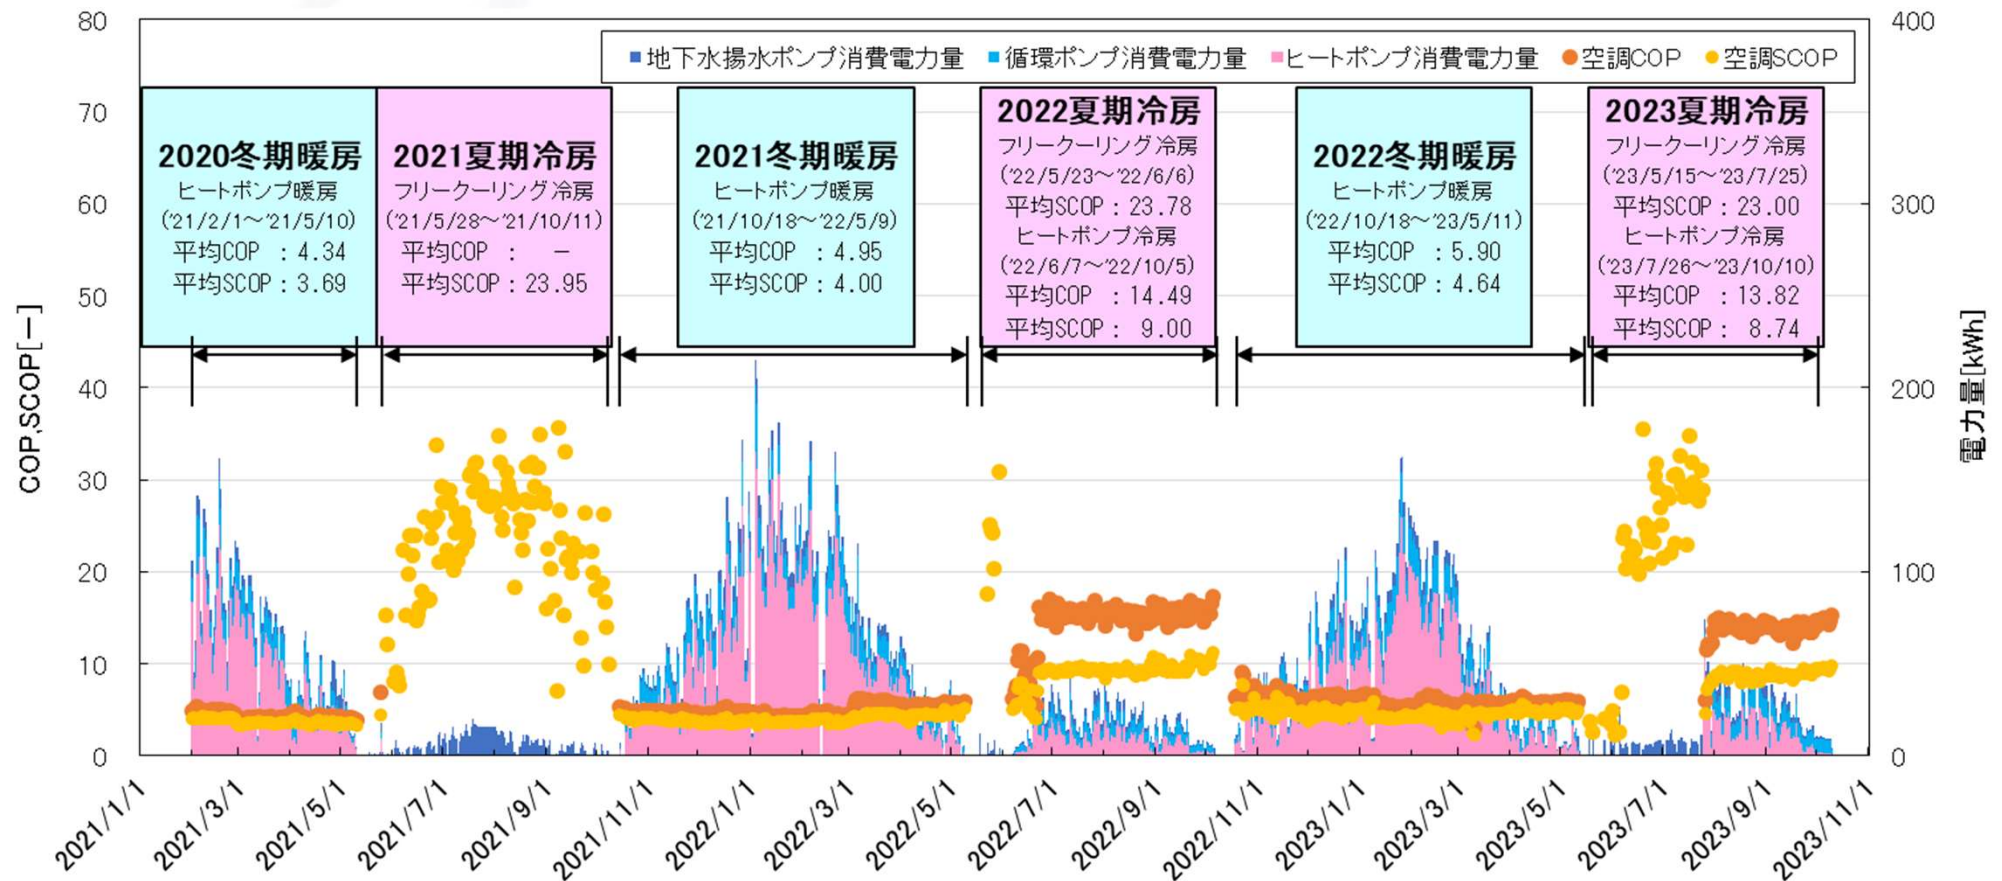 80
70
60
50
40
30
20
10
0
COP,SCOP[－]
400
300
200
100
0
電力量[kWh]
地下水揚水ポンプ消費電力量 循環ポンプ消費電力量 ヒートポンプ消費電力量 空調COP 空調SCOP
2020冬期暖房
ヒートポンプ暖房
('21/2/1～'21/5/10)
平均COP ：4.34
平均SCOP：3.69
2021夏期冷房
フリークーリング冷房
('21/5/28～'21/10/11)
平均COP ： －
平均SCOP：23.95
2021冬期暖房
ヒートポンプ暖房
('21/10/18～'22/5/9)
平均COP ：4.95
平均SCOP：4.00
2022夏期冷房
フリークーリング冷房
('22/5/23～'22/6/6)
平均SCOP：23.78
ヒートポンプ冷房
('22/6/7～'22/10/5)
平均COP ：14.49
平均SCOP： 9.00
2022冬期暖房
ヒートポンプ暖房
('22/10/18～'23/5/11)
平均COP ：5.90
平均SCOP：4.64
2023夏期冷房
フリークーリング冷房
('23/5/15～'23/7/25)
平均SCOP：23.00
ヒートポンプ冷房
('23/7/26～'23/10/10)
平均COP ：13.82
平均SCOP： 8.74
2021/1/1
2021/3/1
2021/5/1
2021/7/1
2021/9/1
2021/11/1
2022/1/1
2022/3/1
2022/5/1
2022/7/1
2022/9/1
2022/11/1
2023/1/1
2023/3/1
2023/5/1
2023/7/1
2023/9/1
2023/11/1